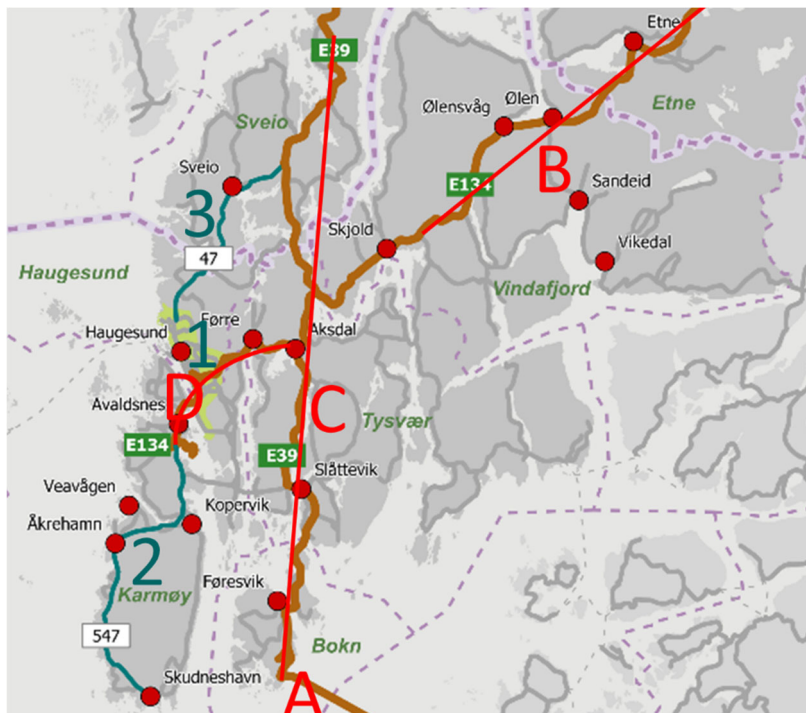 Etne
E39
Ølensvåg
Ølen
Etne
Sveio
Sveio
E134
B
Sandeid
3
Skjold
47
Vikedal
Haugesund
Vindafjord
1
Førre
Haugesund
Aksdal
D
C
Avaldsnes
Tysvær
E134
E39
Slåttevik
Veavågen
Kopervik
Åkrehamn
2
Føresvik
Karmøy
547
Bokn
Skudneshavn
A